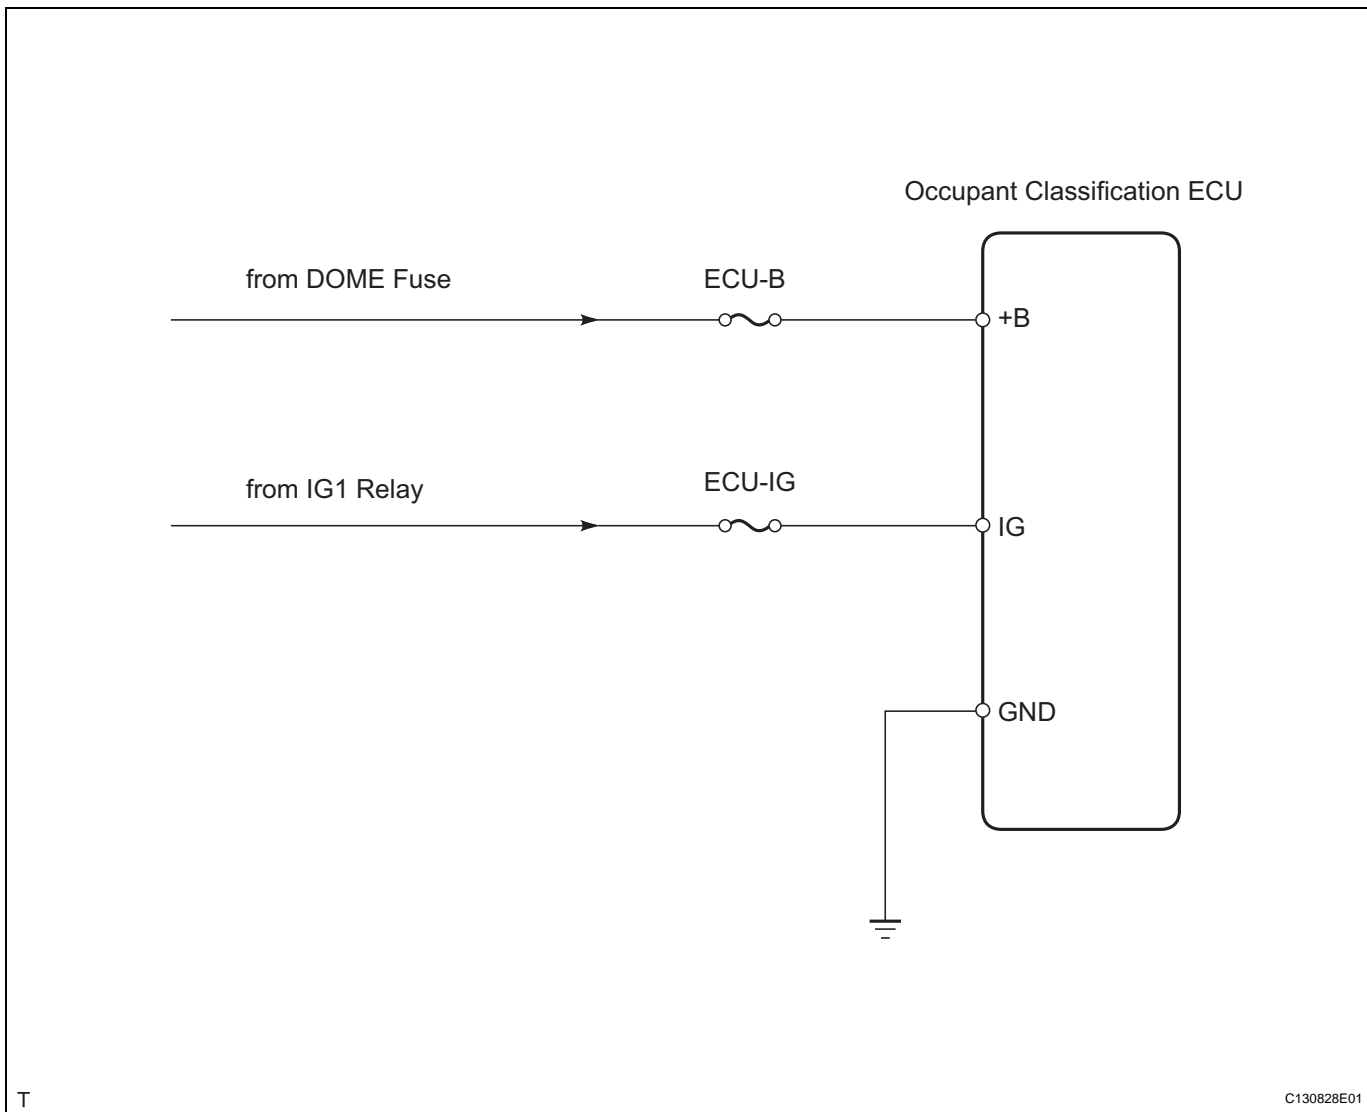 Occupant Classification ECU
from DOME Fuse
ECU-B
+B
from IG1 Relay
ECU-IG
IG
GND
T
C130828E01